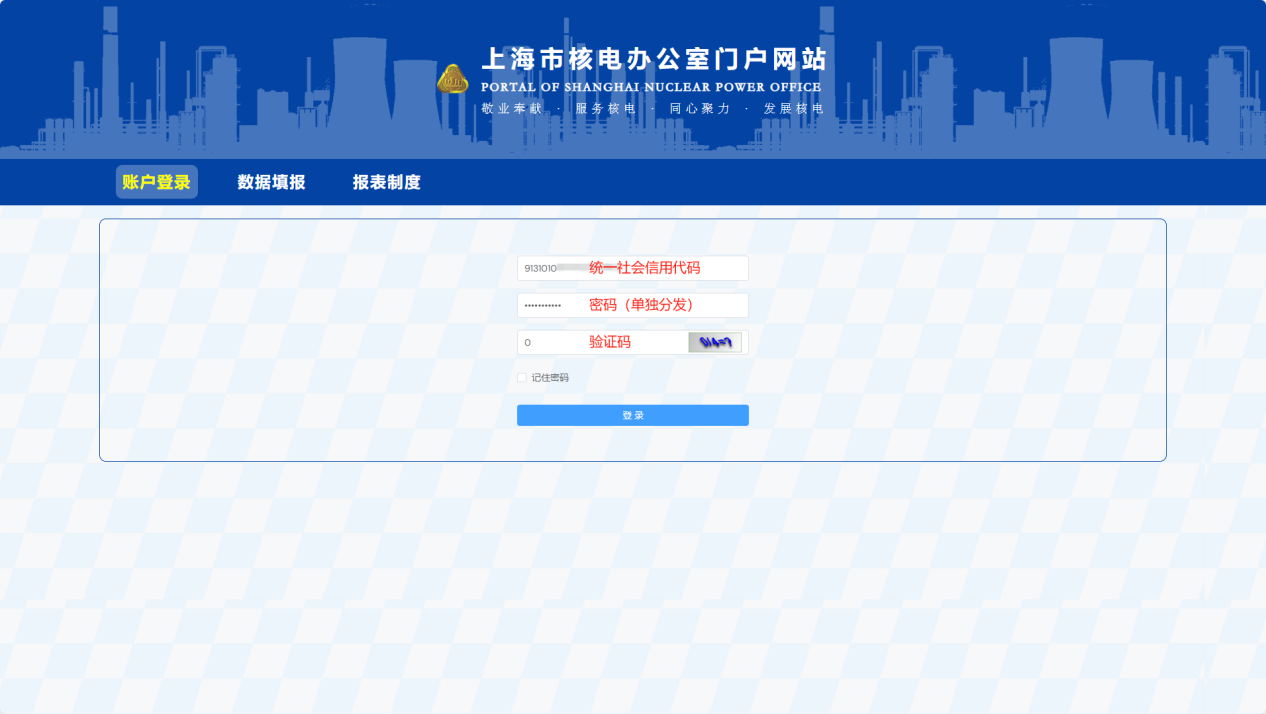 上海市核电办公室门户网站
PORTAL OF SHANGHAI NUCLEAR POWER OFFICE
敬业奉献 · 服务核电 · 同心聚力 · 发展核电
账户登录 数据填报 报表制度
9131010 统一社会信用代码
••••••••••• 密码（单独分发）
0 验证码
记住密码
登 录